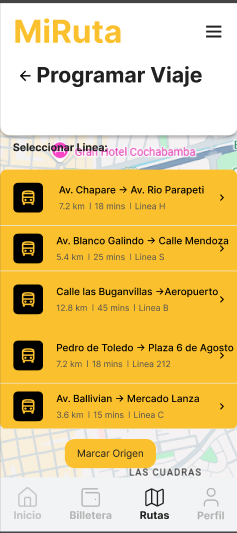 MiRuta
← Programar Viaje
Seleccionar Linea:
Gran Hotel Cochabamba
Av. Chapare → Av. Rio Parapeti
7.2 km | 18 mins | Linea H
Av. Blanco Galindo → Calle Mendoza
5.4 km | 25 mins | Linea S
Calle las Buganvillas →Aeropuerto
12.8 km | 45 mins | Linea B
Pedro de Toledo → Plaza 6 de Agosto
7.2 km | 18 mins | Linea 212
Av. Ballivian → Mercado Lanza
3.6 km | 15 mins | Linea C
Marcar Origen
LAS CUADRAS
Inicio Billetera Rutas Perfil